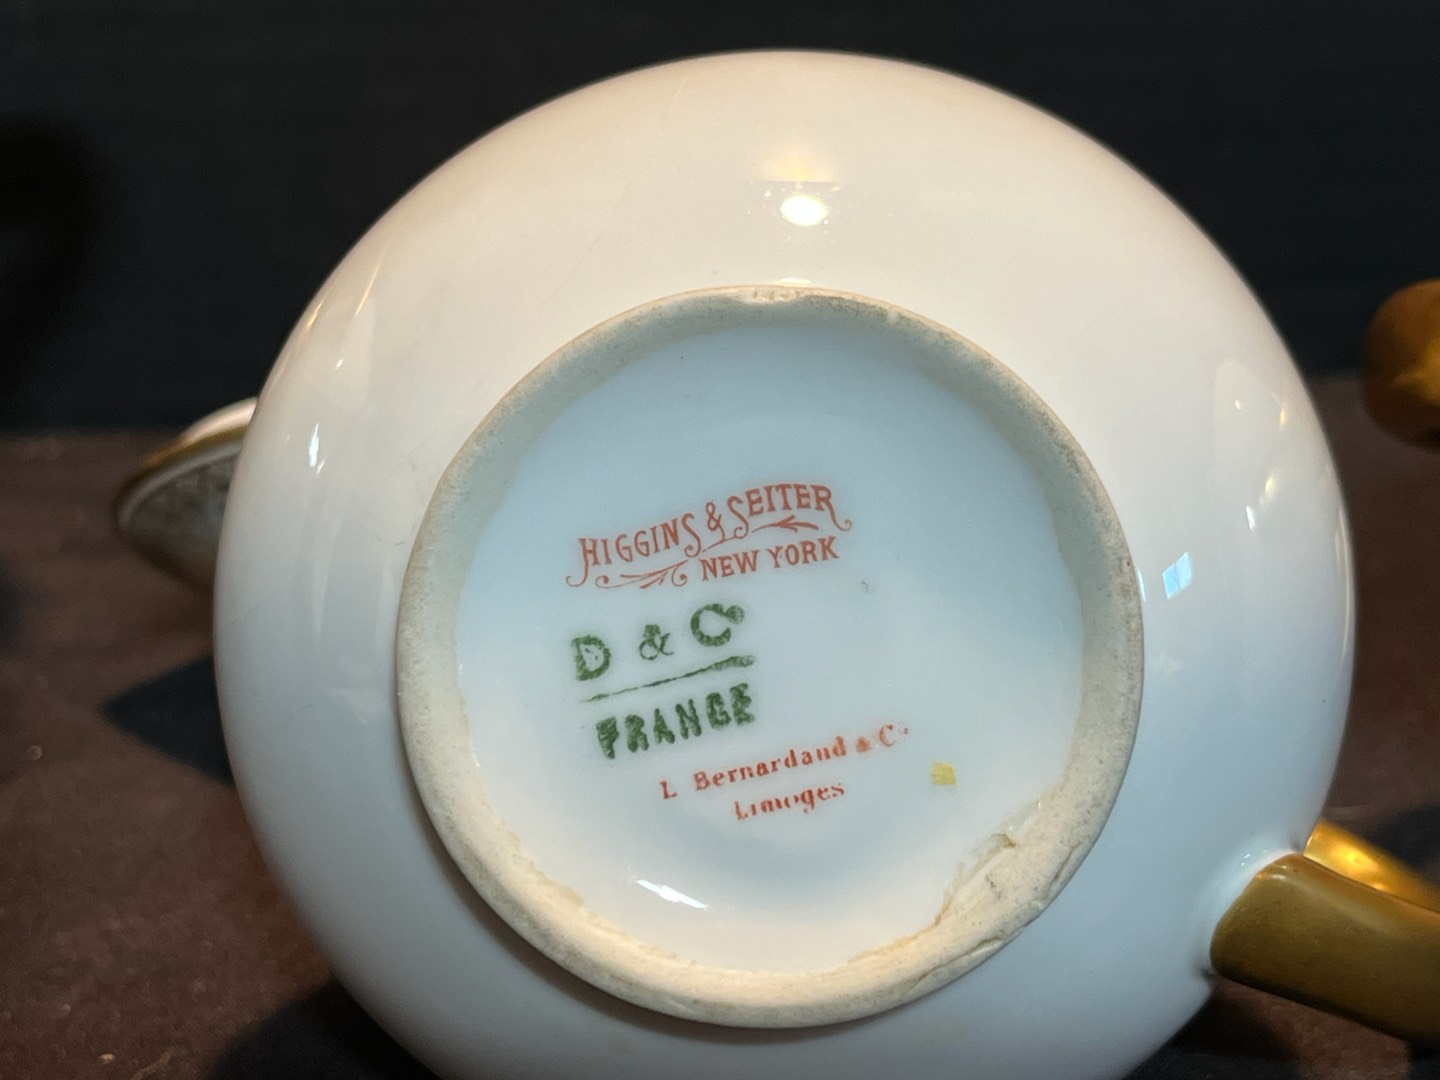 HIGGINS & SEITER
NEW YORK
D & Co
FRANCE
L Bernardaud & Co
Limoges